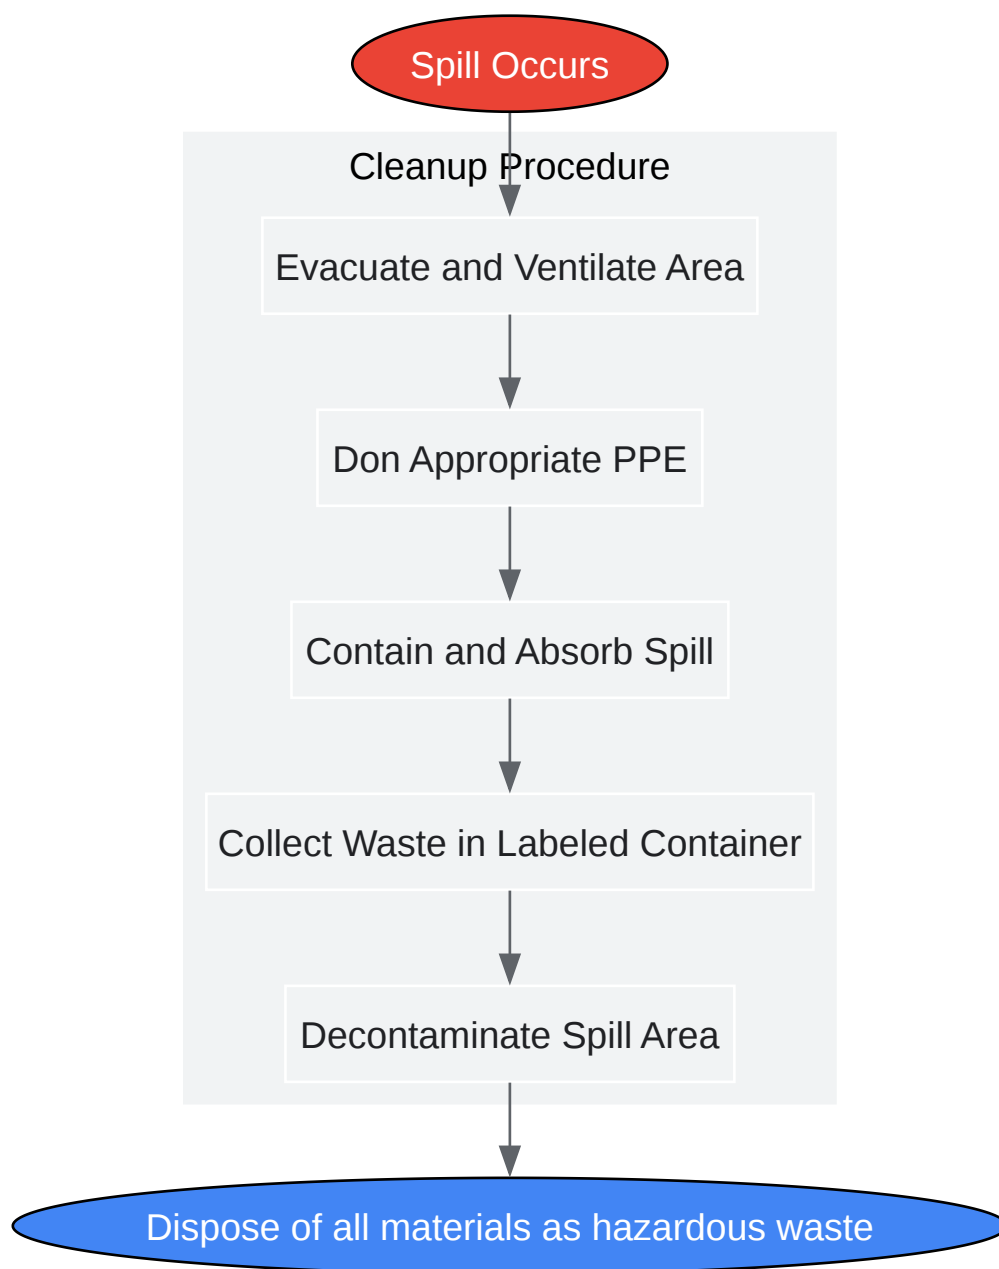 Spill Occurs
Cleanup Procedure
Evacuate and Ventilate Area
Don Appropriate PPE
Contain and Absorb Spill
Collect Waste in Labeled Container
Decontaminate Spill Area
Dispose of all materials as hazardous waste